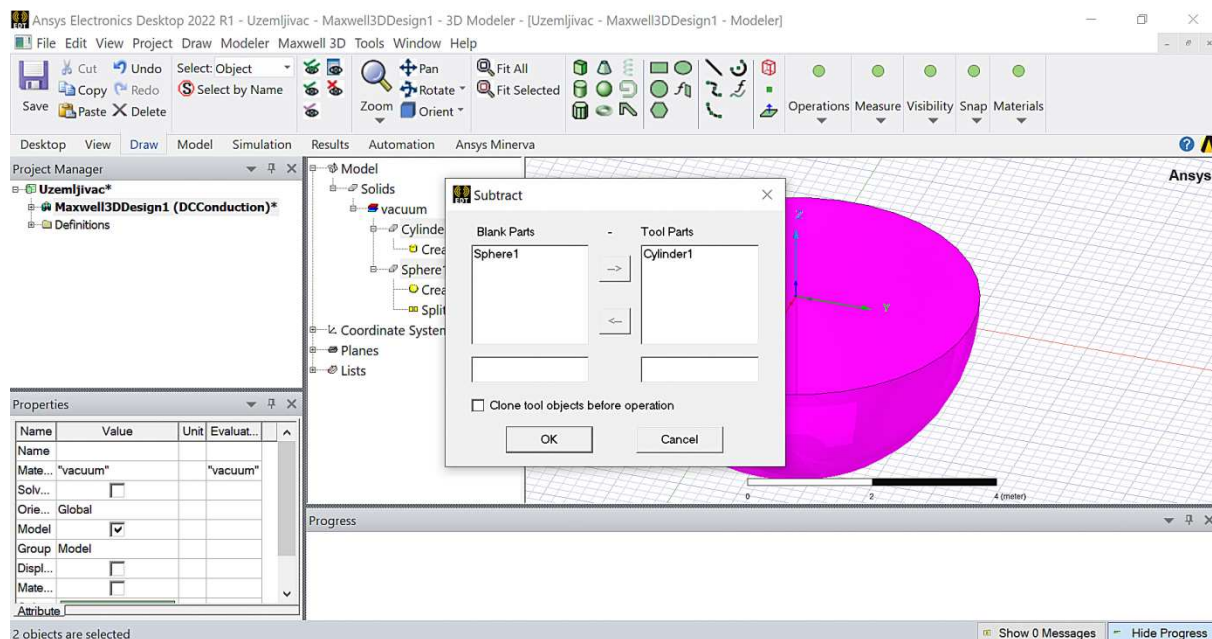 Ansys Electronics Desktop 2022 R1 - Uzemljivac - Maxwell3DDesign1 - 3D Modeler - [Uzemljivac - Maxwell3DDesign1 - Modeler]
File Edit View Project Draw Modeler Maxwell 3D Tools Window Help
Save
Cut
Copy
Paste
Undo
Redo
Delete
Select: Object
Select by Name
Zoom
Pan
Rotate
Orient
Fit All
Fit Selected
Operations Measure Visibility Snap Materials
Desktop View Draw Model Simulation Results Automation Ansys Minerva
Project Manager
Uzemljivac*
Maxwell3DDesign1 (DCConduction)*
Definitions
Model
Solids
vacuum
Cylinde
Crea
Sphere1
Crea
Split
Coordinate System
Planes
Lists
Subtract
Blank Parts - Tool Parts
Sphere1
Cylinder1
-->
<--
Clone tool objects before operation
OK Cancel
Ansys
Z
Y
0 2 4 (meter)
Properties
Name Value Unit Evaluat...
Name
Mate... "vacuum" "vacuum"
Solv...
Orie... Global
Model
Group Model
Displ...
Mate...
Attribute
Progress
2 objects are selected
Show 0 Messages
Hide Progress